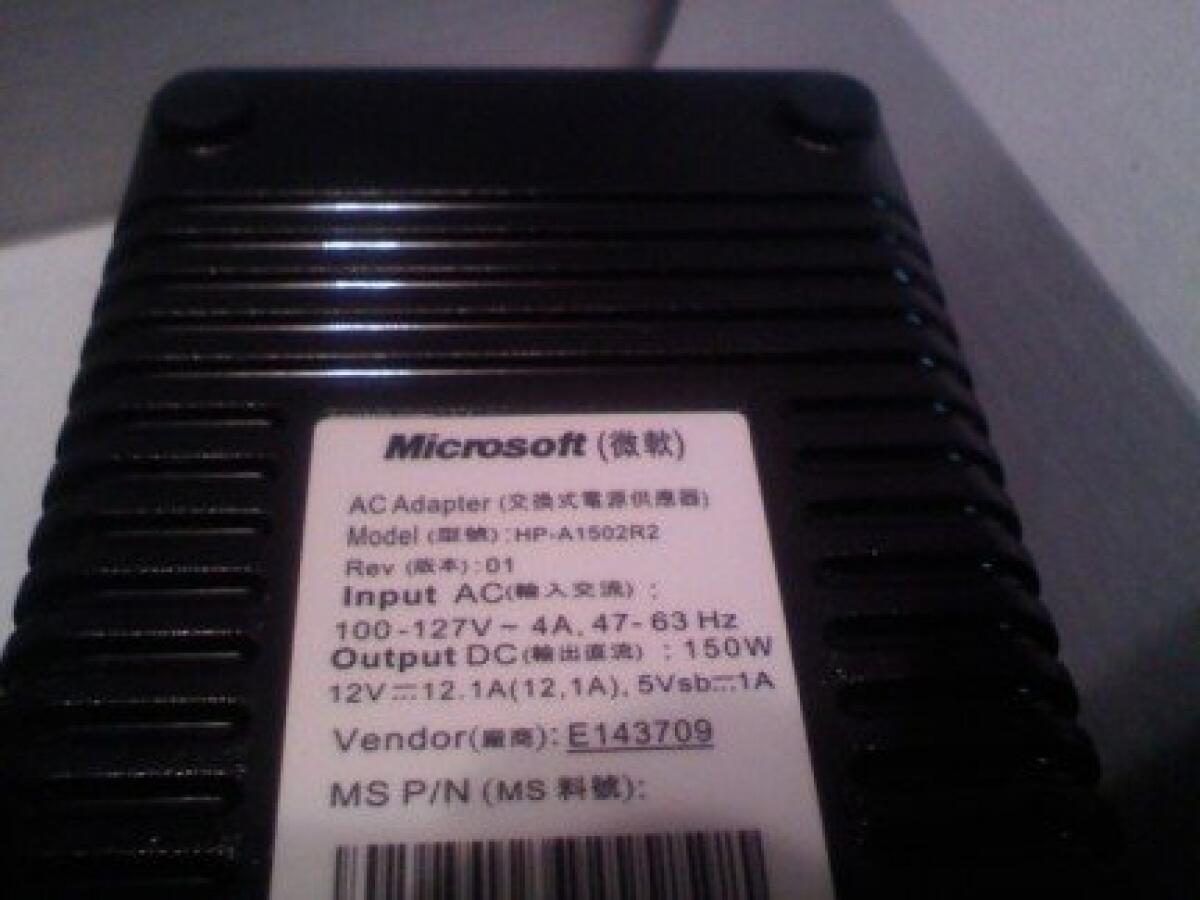 Microsoft (微軟)
AC Adapter (交換式電源供應器)
Model (型號):HP-A1502R2
Rev (版本):01
Input AC(輸入交流) :
100-127V~ 4A, 47-63 Hz
Output DC(輸出直流) : 150W
12V⎓12.1A(12,1A), 5Vsb⎓1A
Vendor(廠商): E143709
MS P/N (MS 料號):